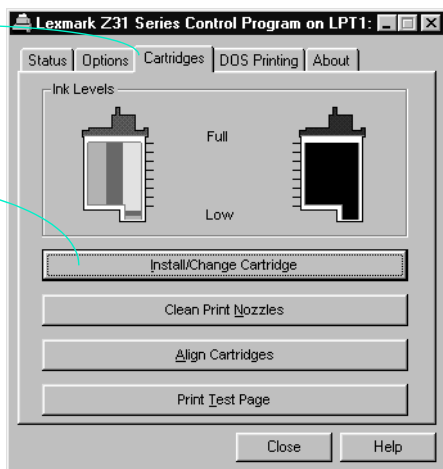 Lexmark Z31 Series Control Program on LPT1:
Status Options Cartridges DOS Printing About
Ink Levels
Full
Low
Install/Change Cartridge
Clean Print Nozzles
Align Cartridges
Print Test Page
Close Help